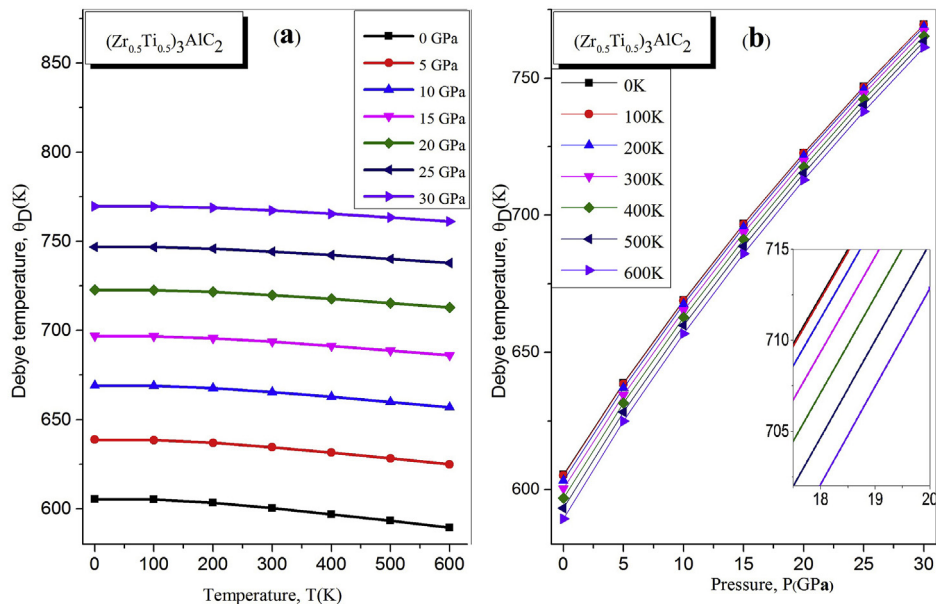 (Zr0.5Ti0.5)3AlC2
(a)
0 GPa
5 GPa
10 GPa
15 GPa
20 GPa
25 GPa
30 GPa
850
800
750
700
650
600
Debye temperature, θD(K)
0 100 200 300 400 500 600
Temperature, T(K)
(Zr0.5Ti0.5)3AlC2
(b)
0K
100K
200K
300K
400K
500K
600K
750
700
650
600
Debye temperature, θD(K)
715
710
705
18 19 20
0 5 10 15 20 25 30
Pressure, P(GPa)